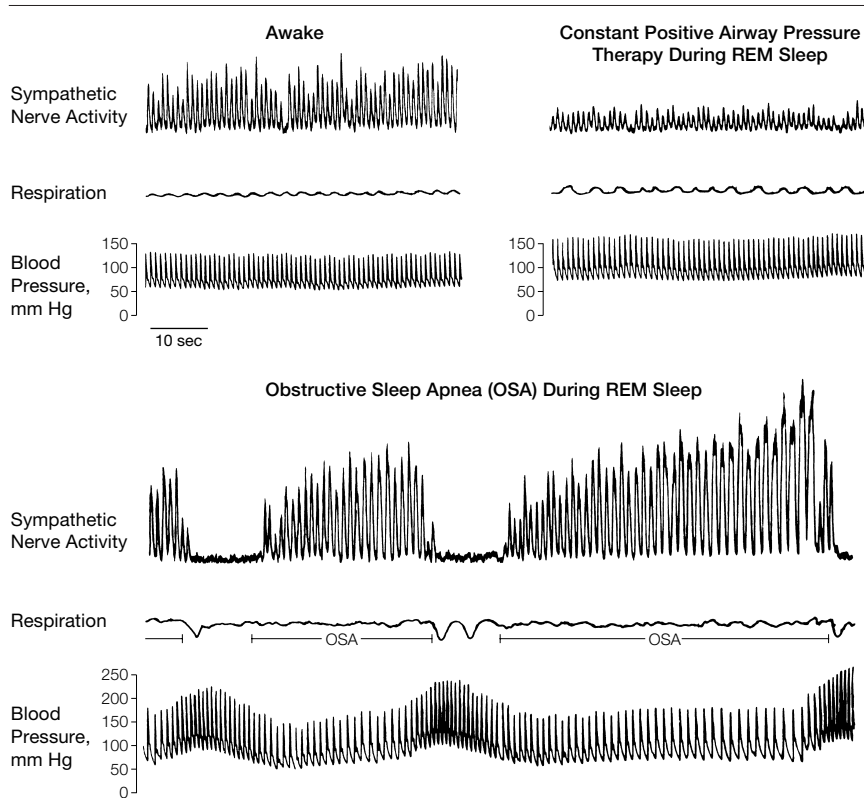 Awake
Constant Positive Airway Pressure
Therapy During REM Sleep
Sympathetic
Nerve Activity
Respiration
Blood
Pressure,
mm Hg
150
100
50
0
150
100
50
0
10 sec
Obstructive Sleep Apnea (OSA) During REM Sleep
Sympathetic
Nerve Activity
Respiration
OSA
OSA
Blood
Pressure,
mm Hg
250
200
150
100
50
0